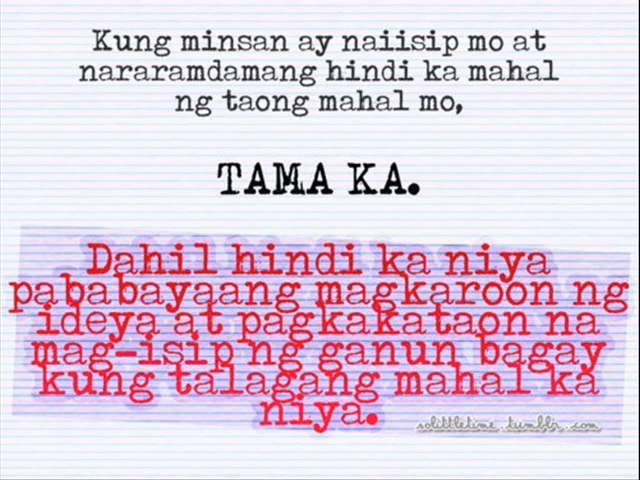 Kung minsan ay naiisip mo at
nararamdamang hindi ka mahal
ng taong mahal mo,
TAMA KA.
Dahil hindi ka niya
pababayaang magkaroon ng
ideya at pagkakataon na
mag-isip ng ganun bagay
kung talagang mahal ka
niya.
solittletime.tumblr.com